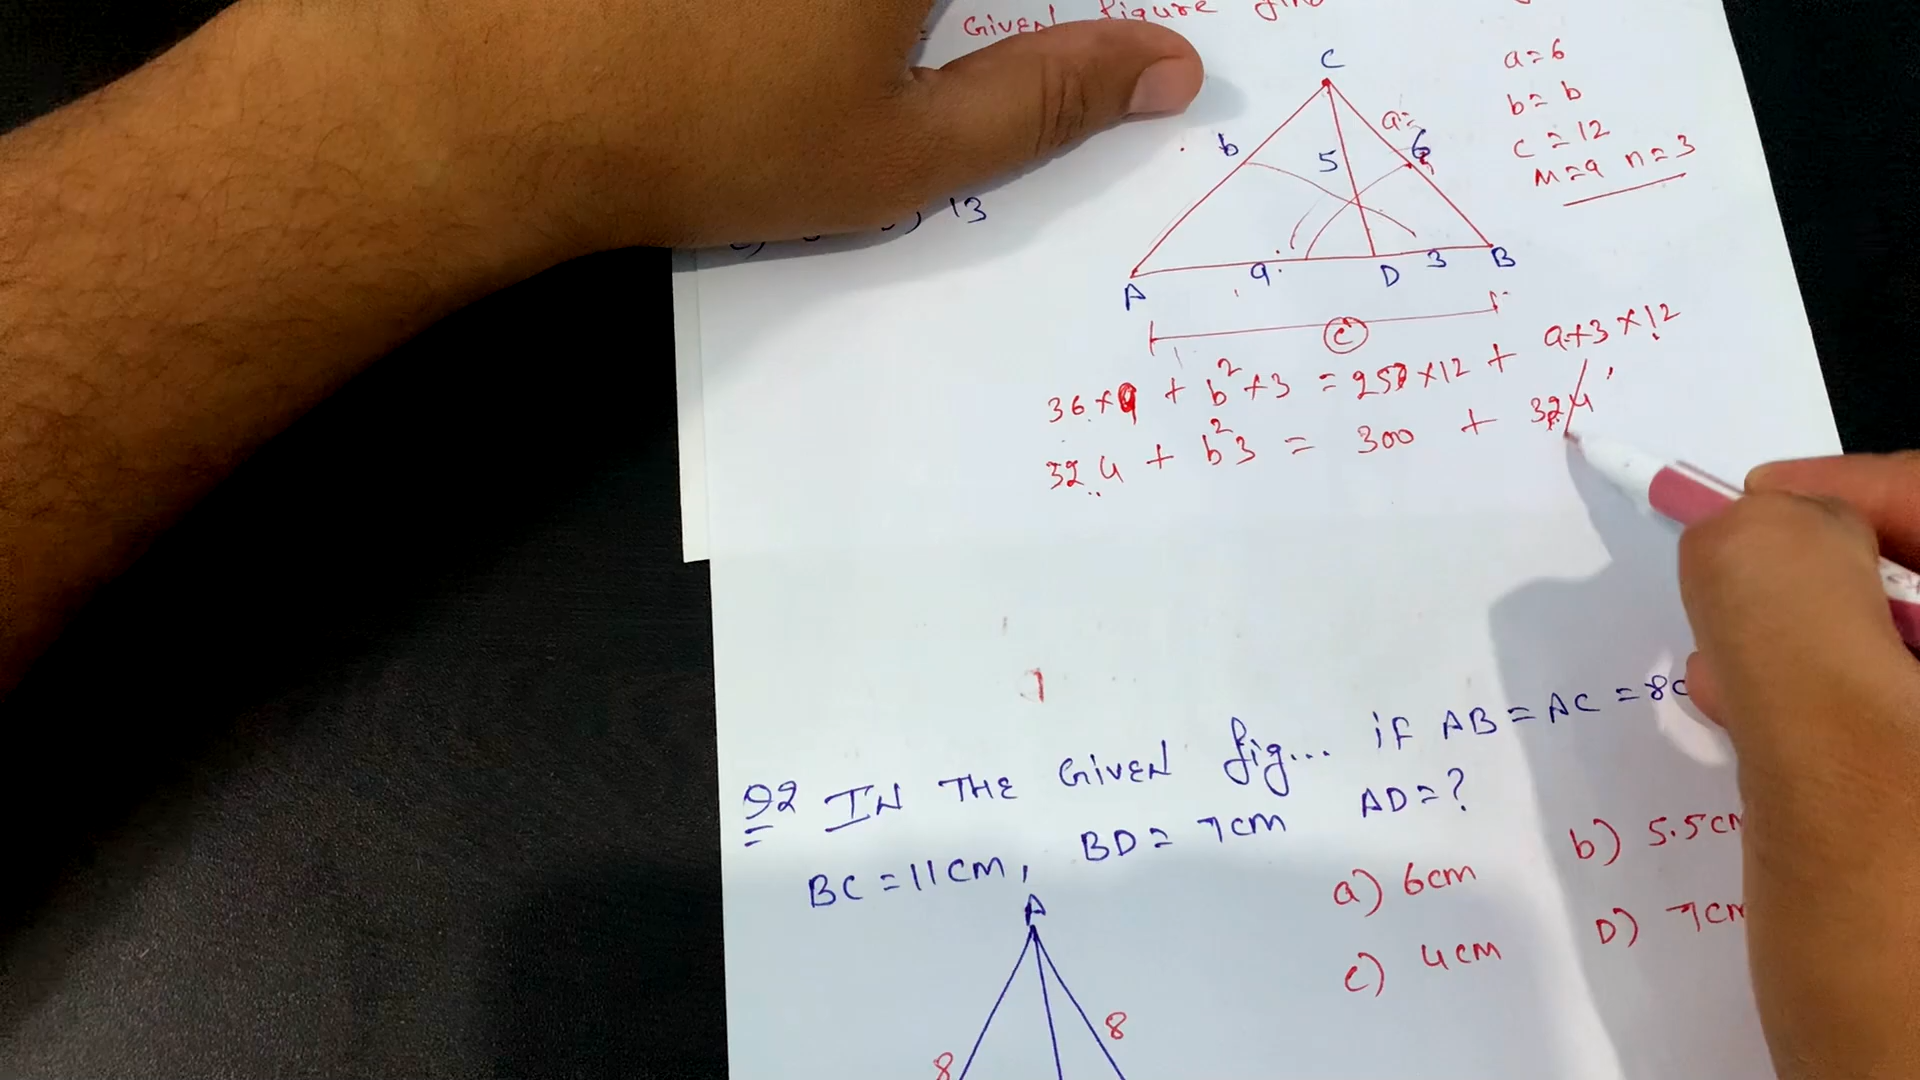 Given figure
C
a=6
b=b
c=12
m=9 n=3
b
5
a=
6
13
9
D
3
B
A
c
36×9 + b²×3 = 25×12 + 9×3×12
324 + b²3 = 300 + 324
Q2 IN THE GIVEN fig... if AB=AC=8c
BC=11cm, BD=7cm AD=?
a) 6cm b) 5.5cm
c) 4cm D) 7cm
A
8
8